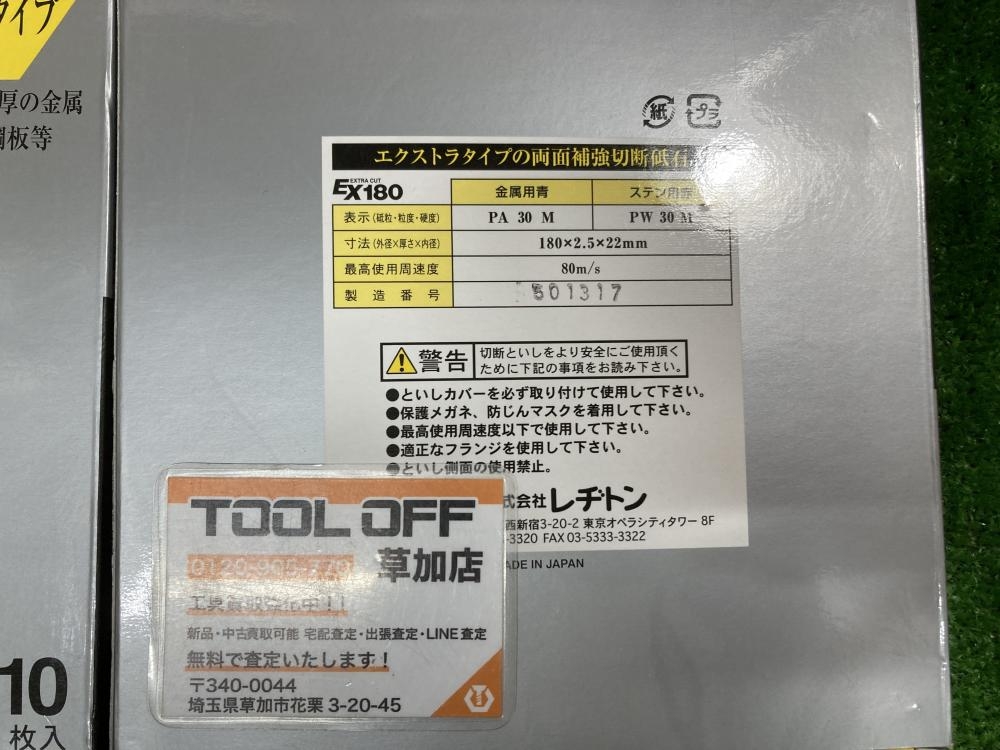 タイプ
厚の金属
鋼板等
10
枚入
紙 プラ
エクストラタイプの両面補強切断砥石
EXTRA CUT
EX180
金属用青 ステン用赤
表示(砥粒・粒度・硬度) PA 30 M PW 30 M
寸法(外径×厚さ×内径) 180×2.5×22mm
最高使用周速度 80m/s
製造番号 501317
警告 切断といしをより安全にご使用頂く
ために下記の事項をお読み下さい。
●といしカバーを必ず取り付けて使用して下さい。
●保護メガネ、防じんマスクを着用して下さい。
●最高使用周速度以下で使用して下さい。
●適正なフランジを使用して下さい。
●といし側面の使用禁止。
式会社 レヂトン
西新宿3-20-2 東京オペラシティタワー 8F
-3320 FAX 03-5333-3322
ADE IN JAPAN
TOOL OFF
草加店
新品・中古買取可能 宅配査定・出張査定・LINE査定
無料で査定いたします!
〒340-0044
埼玉県草加市花栗 3-20-45